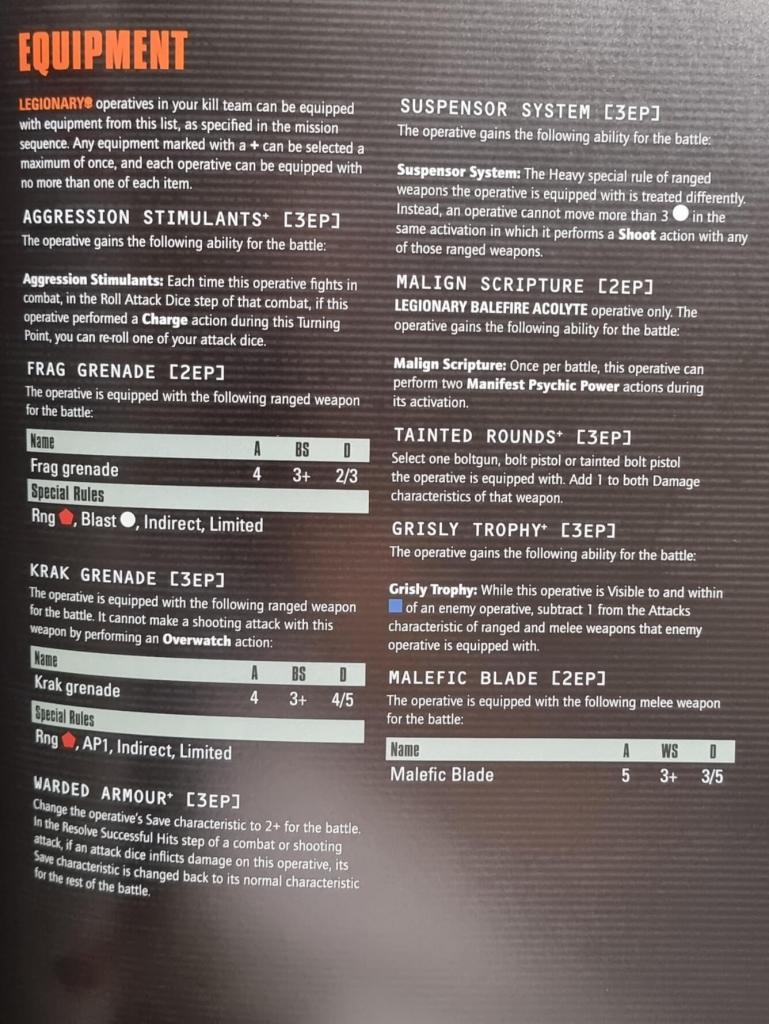 EQUIPMENT
LEGIONARY operatives in your kill team can be equipped
with equipment from this list, as specified in the mission
sequence. Any equipment marked with a + can be selected a
maximum of once, and each operative can be equipped with
no more than one of each item.
AGGRESSION STIMULANTS+ [3EP]
The operative gains the following ability for the battle:
Aggression Stimulants: Each time this operative fights in
combat, in the Roll Attack Dice step of that combat, if this
operative performed a Charge action during this Turning
Point, you can re-roll one of your attack dice.
FRAG GRENADE [2EP]
The operative is equipped with the following ranged weapon
for the battle:
Name A BS D
Frag grenade 4 3+ 2/3
Special Rules
Rng , Blast , Indirect, Limited
KRAK GRENADE [3EP]
The operative is equipped with the following ranged weapon
for the battle. It cannot make a shooting attack with this
weapon by performing an Overwatch action:
Name A BS D
Krak grenade 4 3+ 4/5
Special Rules
Rng , AP1, Indirect, Limited
WARDED ARMOUR+ [3EP]
Change the operative's Save characteristic to 2+ for the battle.
In the Resolve Successful Hits step of a combat or shooting
attack, if an attack dice inflicts damage on this operative, its
Save characteristic is changed back to its normal characteristic
for the rest of the battle.
SUSPENSOR SYSTEM [3EP]
The operative gains the following ability for the battle:
Suspensor System: The Heavy special rule of ranged
weapons the operative is equipped with is treated differently.
Instead, an operative cannot move more than 3 in the
same activation in which it performs a Shoot action with any
of those ranged weapons.
MALIGN SCRIPTURE [2EP]
LEGIONARY BALEFIRE ACOLYTE operative only. The
operative gains the following ability for the battle:
Malign Scripture: Once per battle, this operative can
perform two Manifest Psychic Power actions during
its activation.
TAINTED ROUNDS+ [3EP]
Select one boltgun, bolt pistol or tainted bolt pistol
the operative is equipped with. Add 1 to both Damage
characteristics of that weapon.
GRISLY TROPHY+ [3EP]
The operative gains the following ability for the battle:
Grisly Trophy: While this operative is Visible to and within
of an enemy operative, subtract 1 from the Attacks
characteristic of ranged and melee weapons that enemy
operative is equipped with.
MALEFIC BLADE [2EP]
The operative is equipped with the following melee weapon
for the battle:
Name A WS D
Malefic Blade 5 3+ 3/5